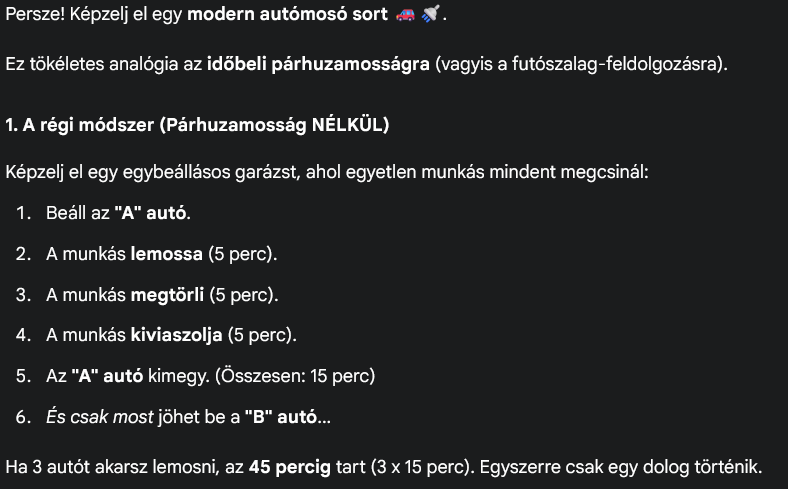 Persze! Képzelj el egy modern autómosó sort 🚗 🚿.
Ez tökéletes analógia az időbeli párhuzamosságra (vagyis a futószalag-feldolgozásra).
1. A régi módszer (Párhuzamosság NÉLKÜL)
Képzelj el egy egybeállásos garázst, ahol egyetlen munkás mindent megcsinál:
1. Beáll az "A" autó.
2. A munkás lemossa (5 perc).
3. A munkás megtörli (5 perc).
4. A munkás kiviaszolja (5 perc).
5. Az "A" autó kimegy. (Összesen: 15 perc)
6. És csak most jöhet be a "B" autó...
Ha 3 autót akarsz lemosni, az 45 percig tart (3 x 15 perc). Egyszerre csak egy dolog történik.